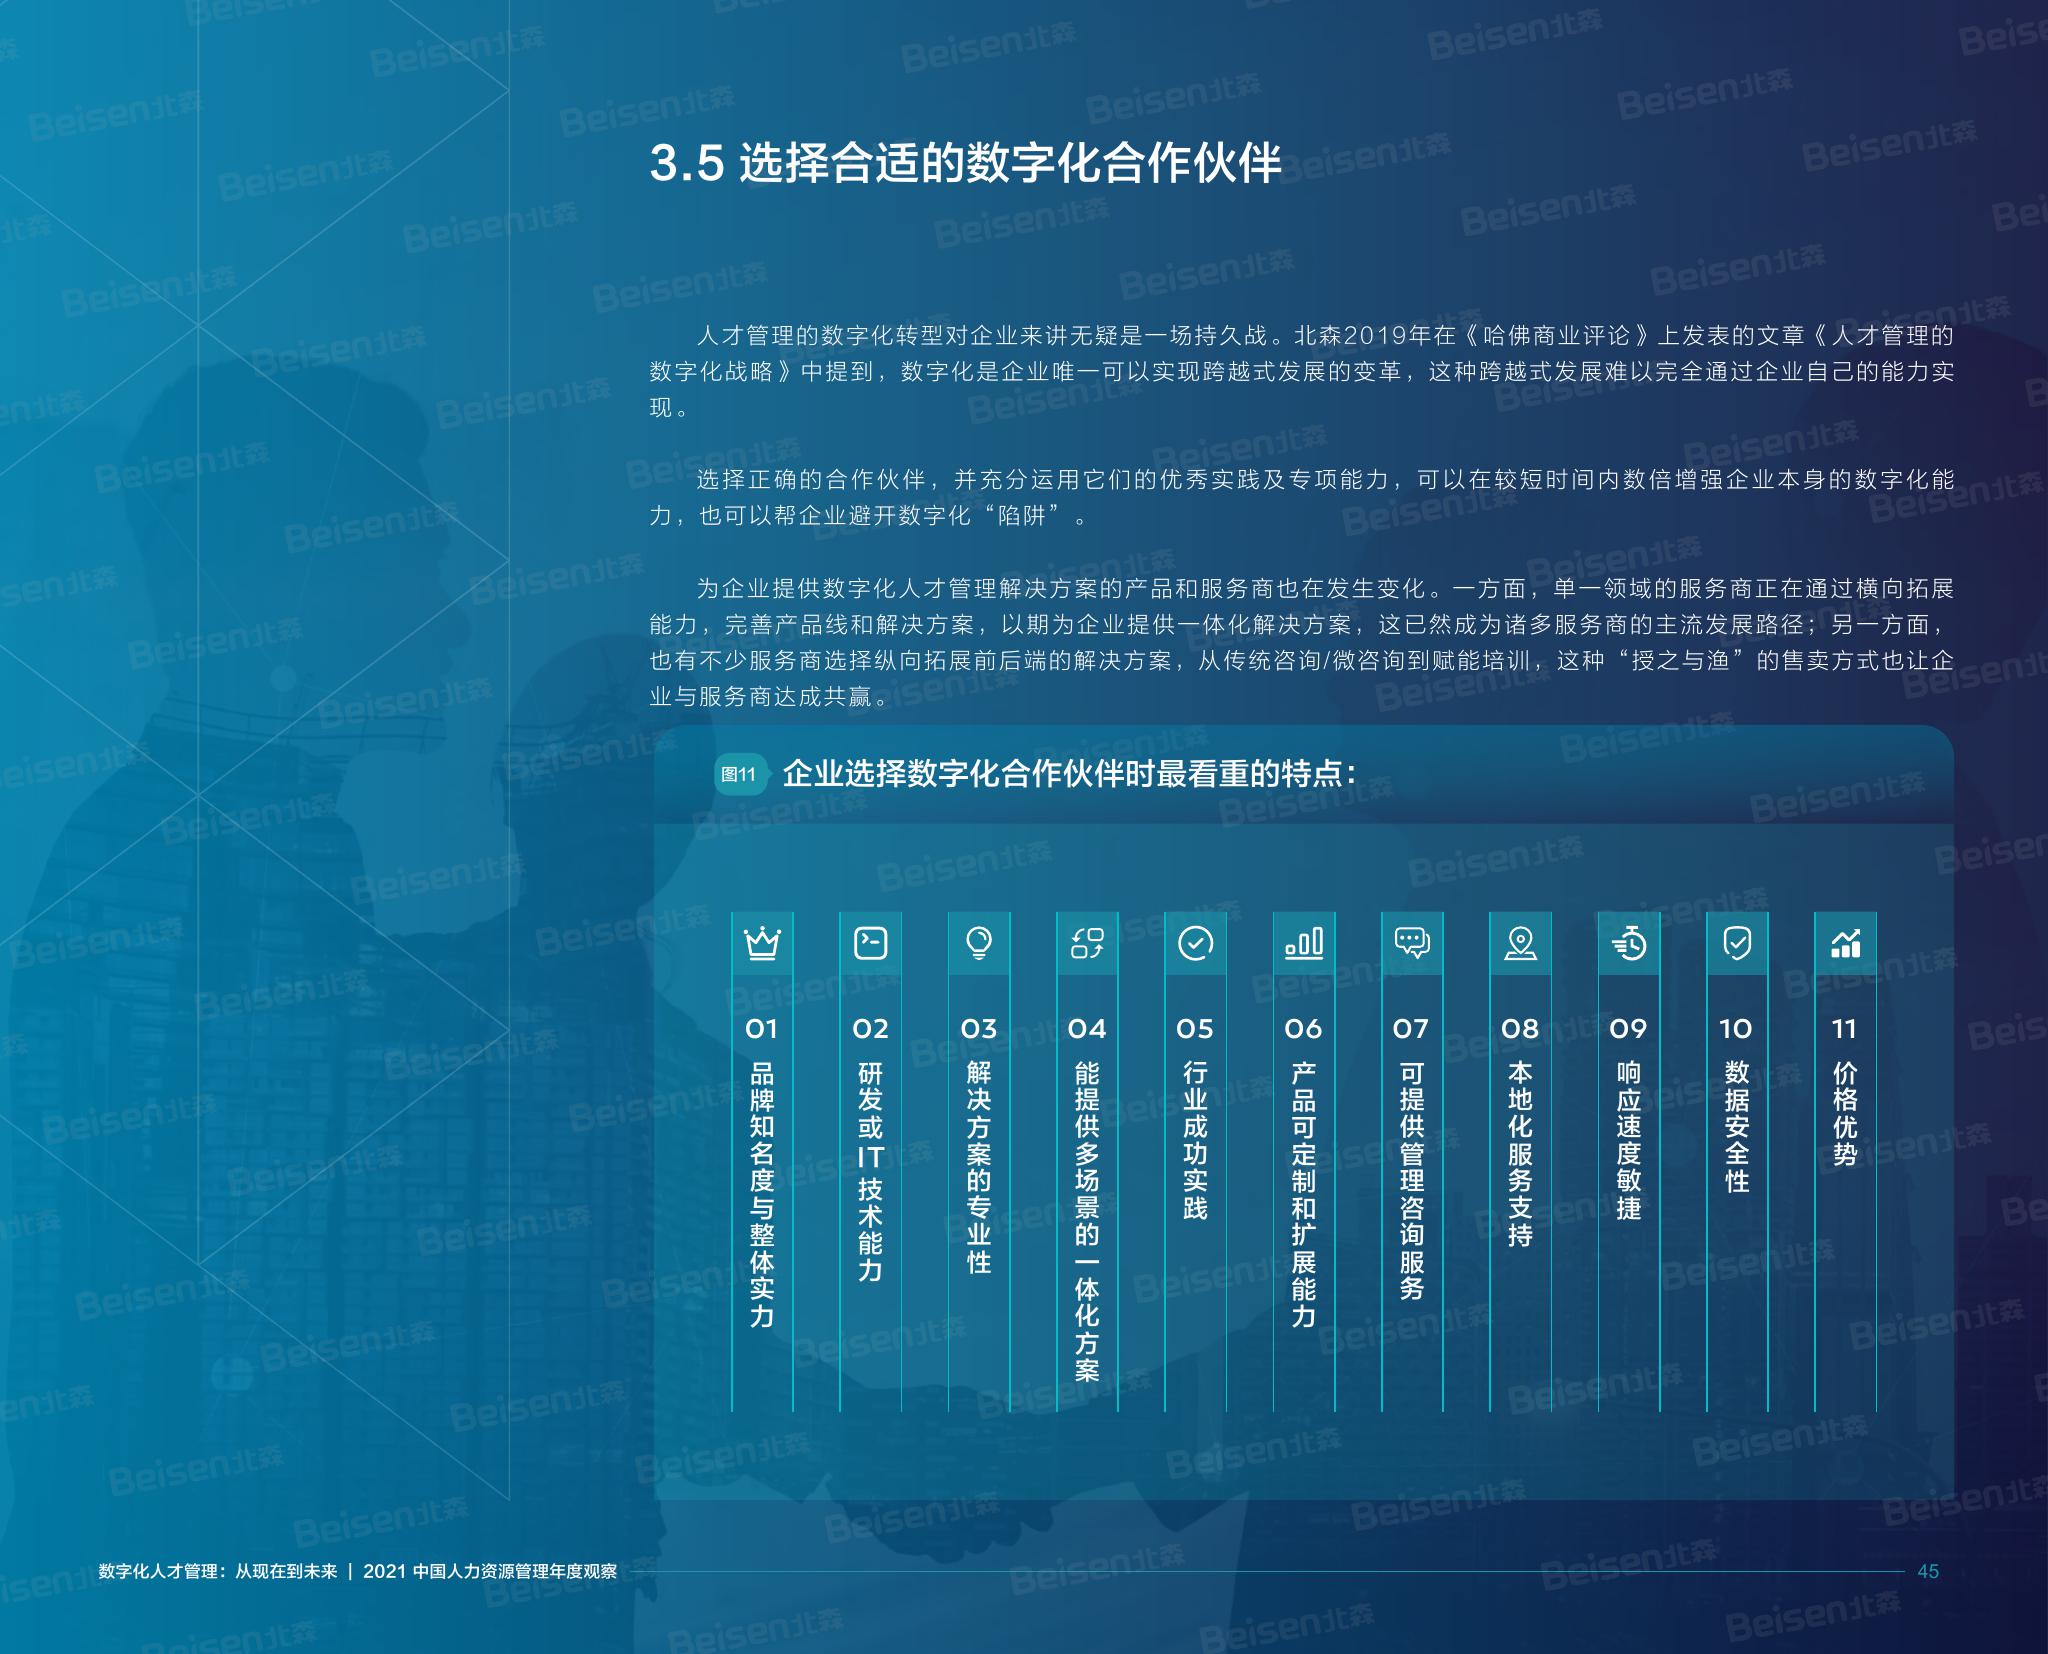 3.5 选择合适的数字化合作伙伴
人才管理的数字化转型对企业来讲无疑是一场持久战。北森2019年在《哈佛商业评论》上发表的文章《人才管理的
数字化战略》中提到，数字化是企业唯一可以实现跨越式发展的变革，这种跨越式发展难以完全通过企业自己的能力实
现。
选择正确的合作伙伴，并充分运用它们的优秀实践及专项能力，可以在较短时间内数倍增强企业本身的数字化能
力，也可以帮企业避开数字化“陷阱”。
为企业提供数字化人才管理解决方案的产品和服务商也在发生变化。一方面，单一领域的服务商正在通过横向拓展
能力，完善产品线和解决方案，以期为企业提供一体化解决方案，这已然成为诸多服务商的主流发展路径；另一方面，
也有不少服务商选择纵向拓展前后端的解决方案，从传统咨询/微咨询到赋能培训，这种“授之与渔”的售卖方式也让企
业与服务商达成共赢。
图11 企业选择数字化合作伙伴时最看重的特点：
01 品牌知名度与整体实力
02 研发或IT技术能力
03 解决方案的专业性
04 能提供多场景的一体化方案
05 行业成功实践
06 产品可定制和扩展能力
07 可提供管理咨询服务
08 本地化服务支持
09 响应速度敏捷
10 数据安全性
11 价格优势
数字化人才管理：从现在到未来 | 2021 中国人力资源管理年度观察
45
Beisen北森